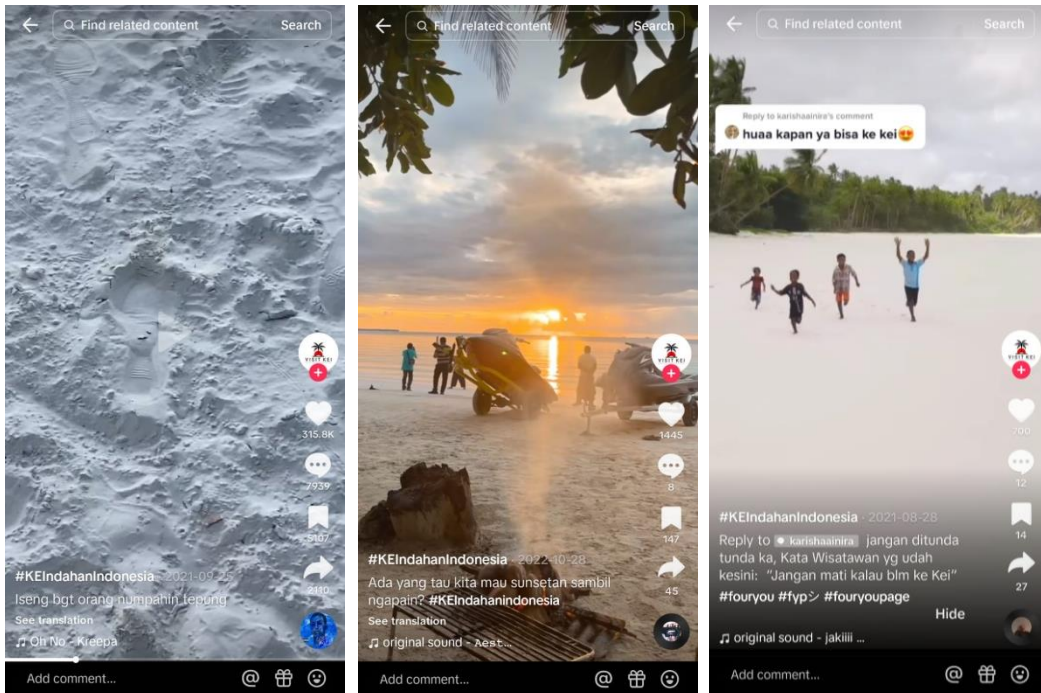 Find related content
Search
315.8K
7939
5107
2110
#KEIndahanIndonesia · 2021-09-25
Iseng bgt orang numpahin tepung
See translation
Oh No - Kreepa
Add comment...
Find related content
Search
VISIT KEI
1445
8
147
45
#KEIndahanIndonesia · 2022-10-28
Ada yang tau kita mau sunsetan sambil
ngapain? #KEIndahanindonesia
See translation
original sound - Aest...
Add comment...
Find related content
Search
Reply to karishaainira's comment
huaa kapan ya bisa ke kei😍
VISIT KEI
700
12
14
27
#KEIndahanIndonesia · 2021-08-28
Reply to karishaainira jangan ditunda
tunda ka, Kata Wisatawan yg udah
kesini: “Jangan mati kalau blm ke Kei”
#fouryou #fypシ #fouryoupage
Hide
original sound - jakiiii ...
Add comment...